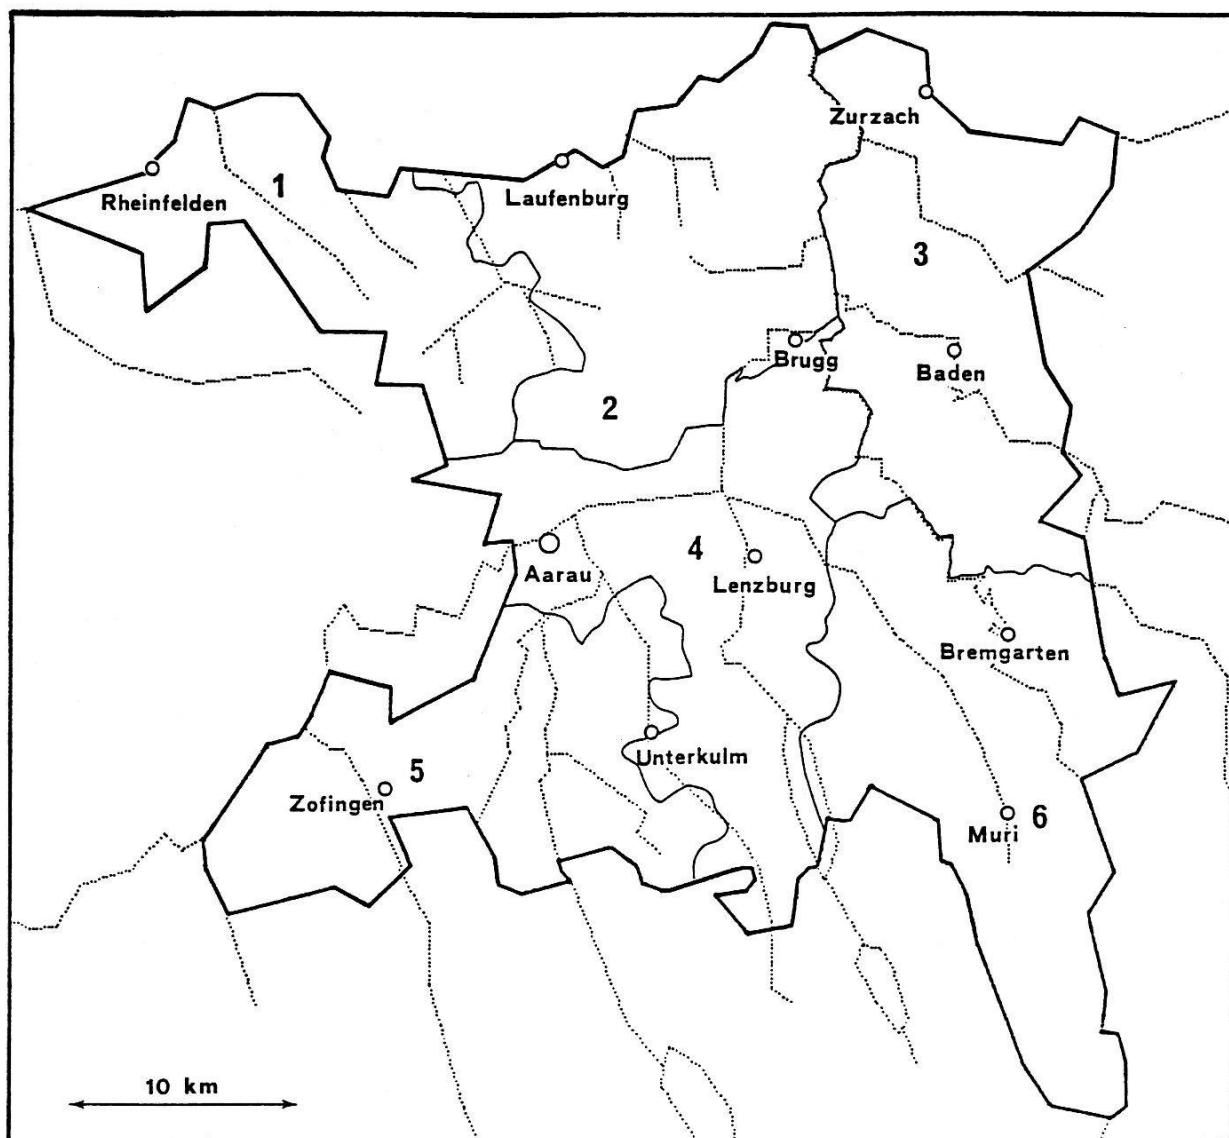 Zurzach
1
Rheinfelden
Laufenburg
3
Brugg
Baden
2
4
Aarau
Lenzburg
Bremgarten
5
Unterkulm
Zofingen
Muri
6
10 km